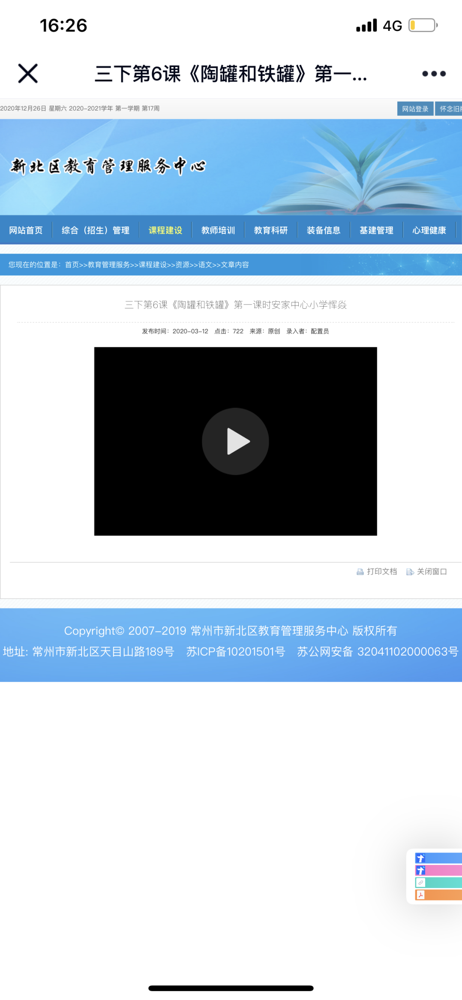 16:26
4G
三下第6课《陶罐和铁罐》第一...
2020年12月26日 星期六 2020-2021学年 第一学期 第17周
网站登录
怀念旧
新北区教育管理服务中心
网站首页 综合（招生）管理 课程建设 教师培训 教育科研 装备信息 基建管理 心理健康
您现在的位置是：首页>>教育管理服务>>课程建设>>资源>>语文>>文章内容
三下第6课《陶罐和铁罐》第一课时安家中心小学恽焱
发布时间：2020-03-12 点击：722 来源：原创 录入者：配置员
打印文档 关闭窗口
Copyright© 2007-2019 常州市新北区教育管理服务中心 版权所有
地址: 常州市新北区天目山路189号 苏ICP备10201501号 苏公网安备 32041102000063号